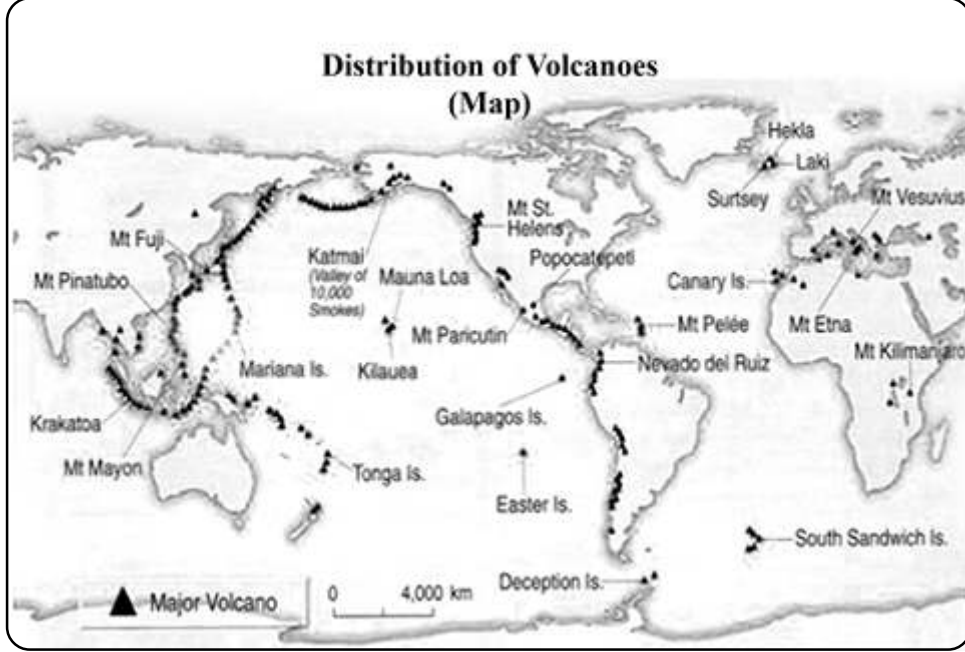 Distribution of Volcanoes
(Map)
Hekla
Laki
Surtsey
Mt Vesuvius
Mt St.
Helens
Mt Fuji
Katmai
(Valley of
10,000
Smokes)
Popocatepetl
Mauna Loa
Canary Is.
Mt Pinatubo
Mt Paricutin
Mt Pelée
Mt Etna
Mt Kilimanjaro
Mariana Is.
Kilauea
Nevado del Ruiz
Krakatoa
Galapagos Is.
Mt Mayon
Tonga Is.
Easter Is.
South Sandwich Is.
Deception Is.
Major Volcano
0 4,000 km